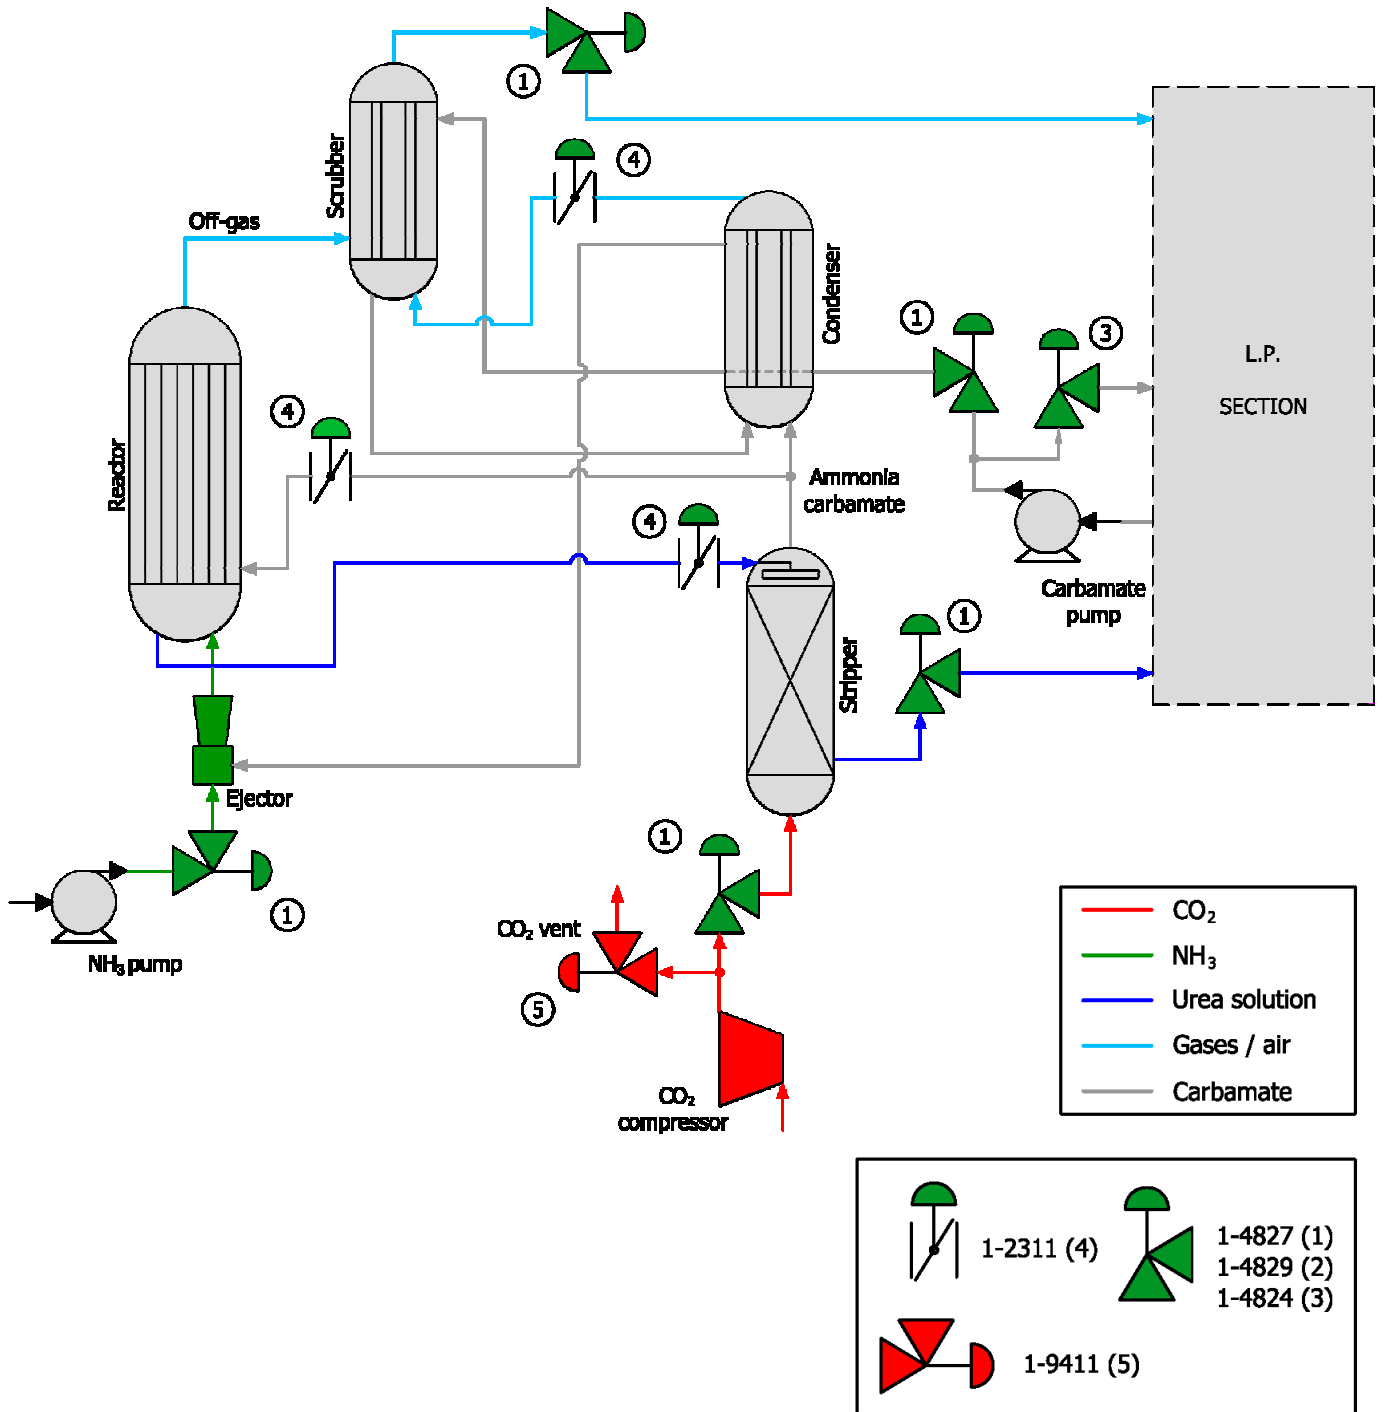 1
Scrubber
4
Off-gas
Condenser
1
3
L.P.
SECTION
4
Reactor
Ammonia
carbamate
4
Carbamate
pump
1
Stripper
Ejector
1
1
NH₃ pump
CO₂ vent
5
CO₂
compressor
CO₂
NH₃
Urea solution
Gases / air
Carbamate
1-2311 (4)
1-4827 (1)
1-4829 (2)
1-4824 (3)
1-9411 (5)